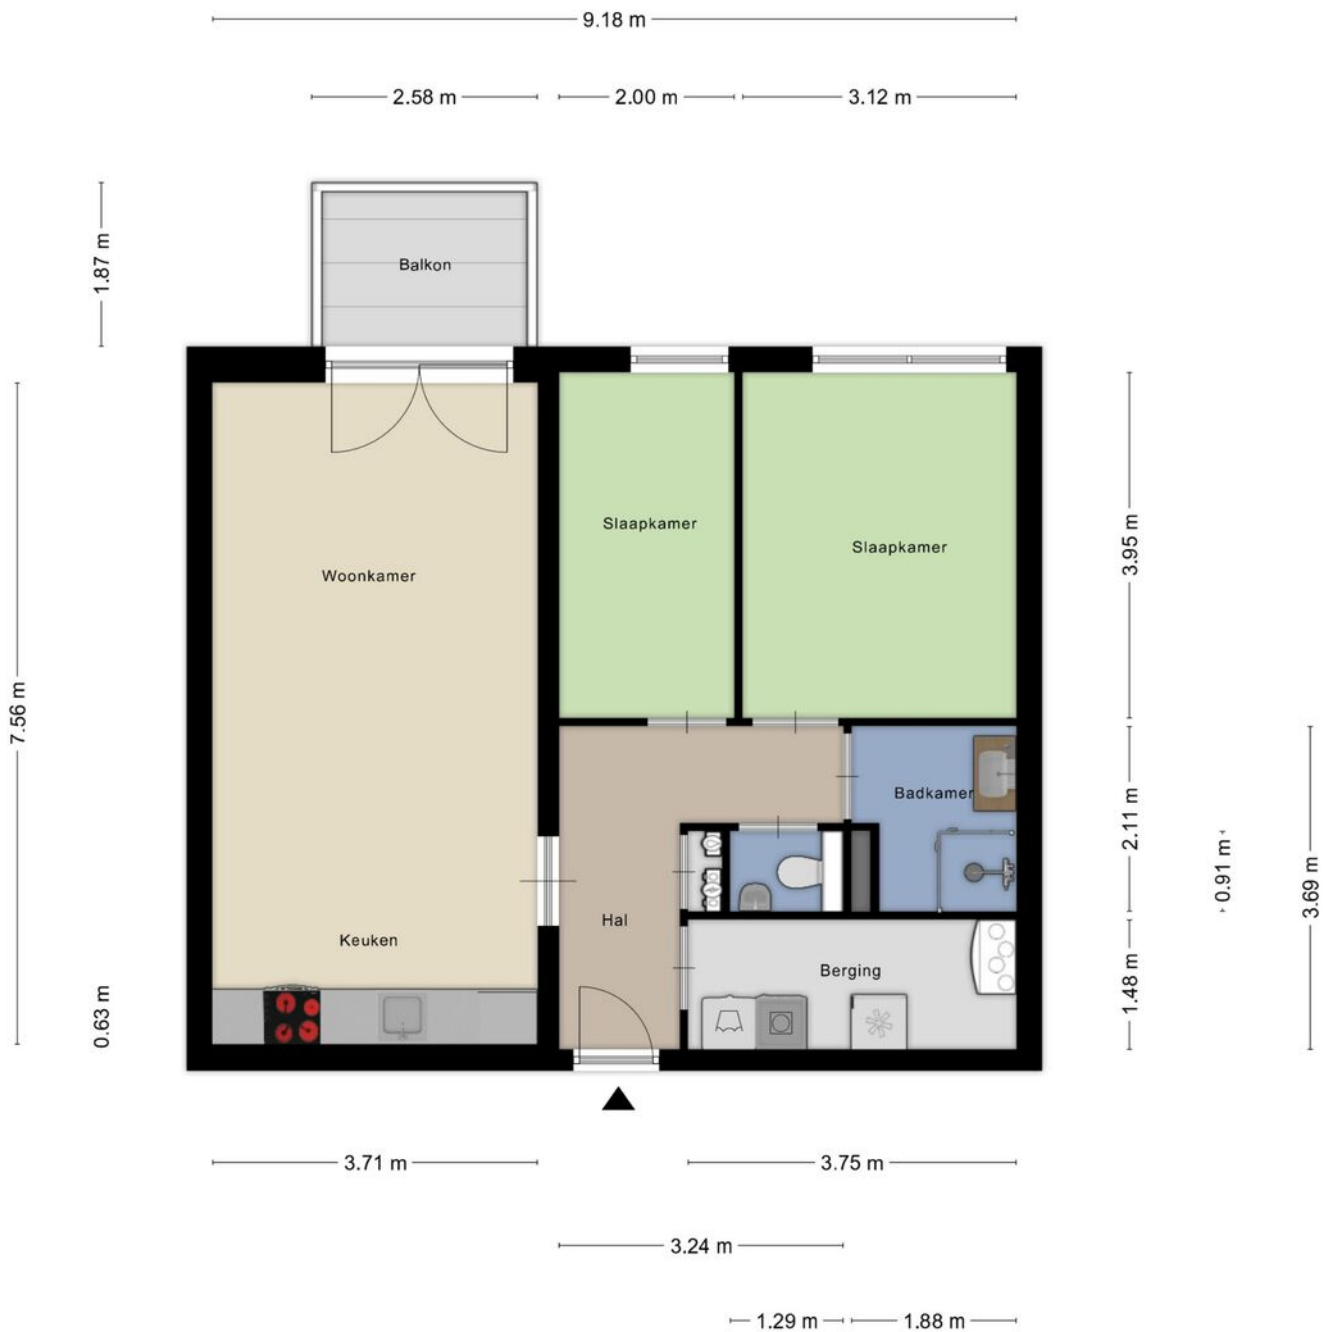 9.18 m
2.58 m
2.00 m
3.12 m
1.87 m
Balkon
Slaapkamer
Slaapkamer
3.95 m
Woonkamer
7.56 m
Badkamer
2.11 m
0.91 m
3.69 m
Hal
Keuken
Berging
1.48 m
0.63 m
3.71 m
3.75 m
3.24 m
1.29 m
1.88 m